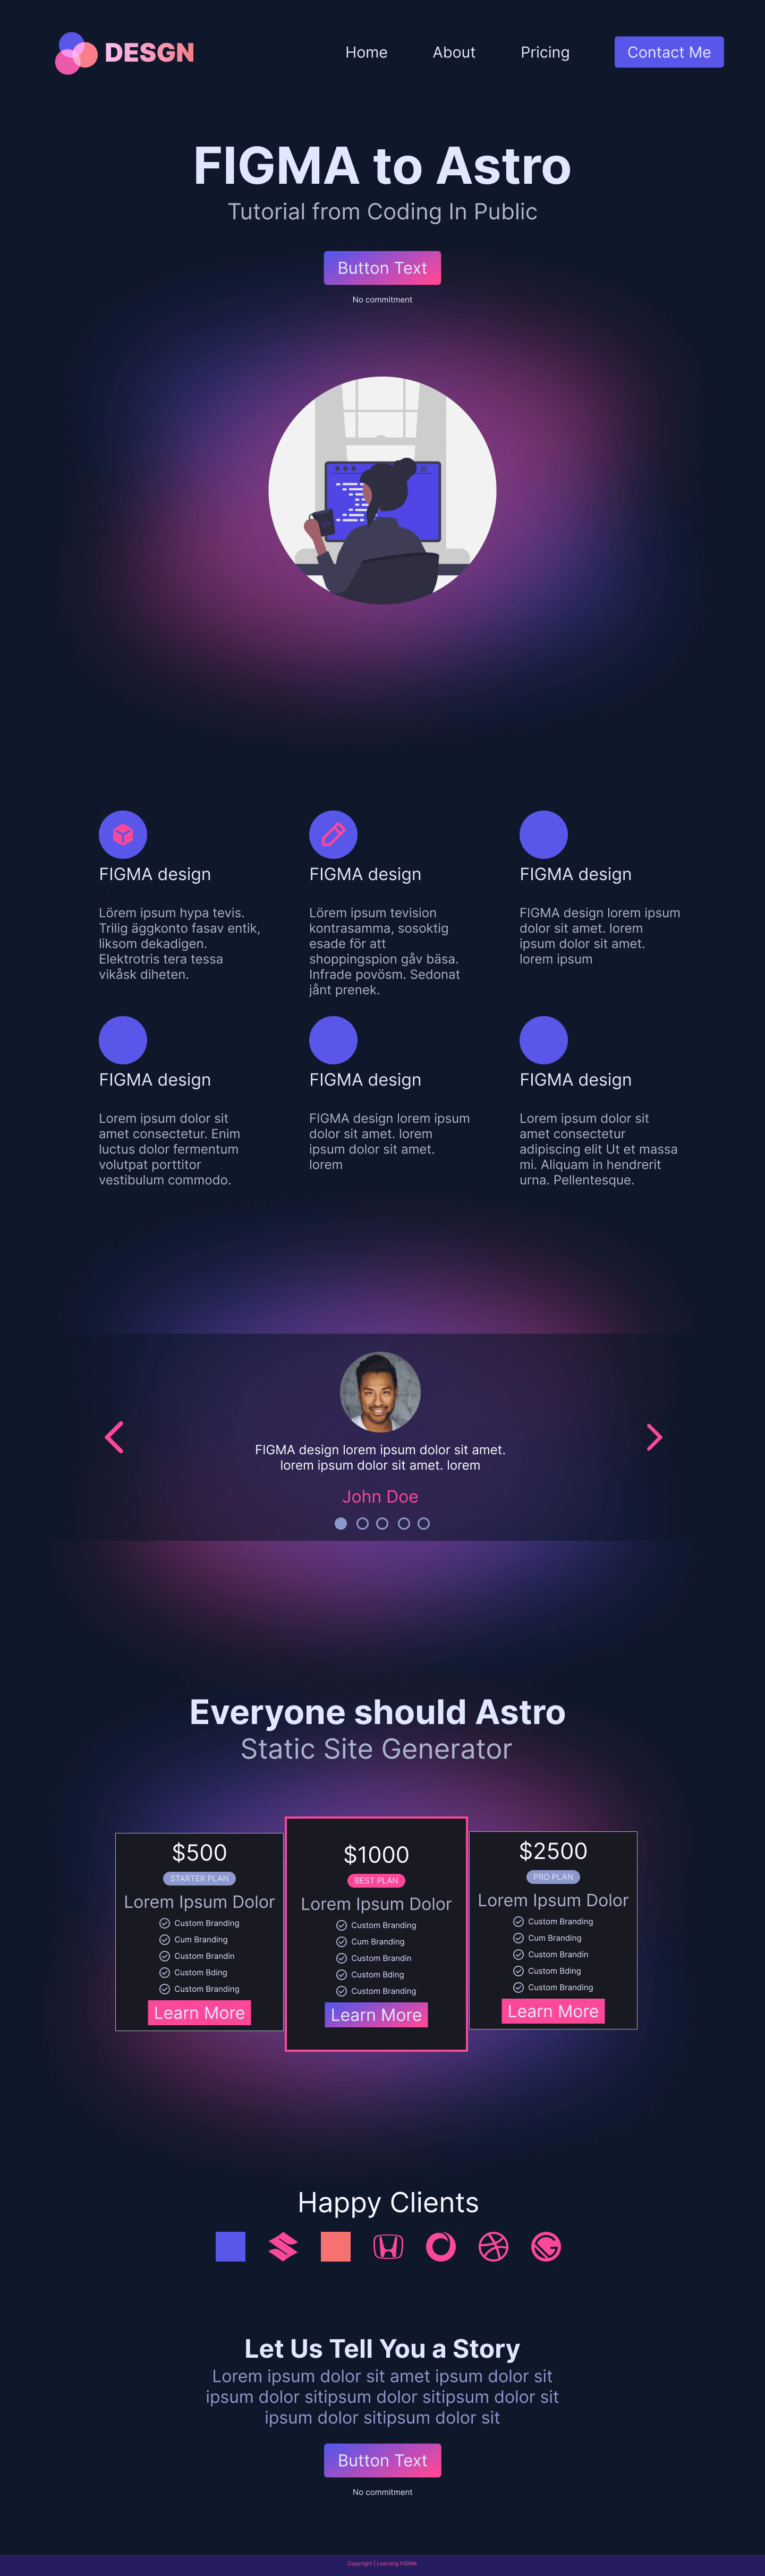 DESGN
Home
About
Pricing
Contact Me
FIGMA to Astro
Tutorial from Coding In Public
Button Text
No commitment
FIGMA design
Lörem ipsum hypa tevis.
Trilig äggkonto fasav entik,
liksom dekadigen.
Elektrotris tera tessa
vikåsk diheten.
FIGMA design
Lörem ipsum tevision
kontrasamma, sosoktig
esade för att
shoppingspion gåv bäsa.
Infrade povösm. Sedonat
jånt prenek.
FIGMA design
FIGMA design lorem ipsum
dolor sit amet. lorem
ipsum dolor sit amet.
lorem ipsum
FIGMA design
Lorem ipsum dolor sit
amet consectetur. Enim
luctus dolor fermentum
volutpat porttitor
vestibulum commodo.
FIGMA design
FIGMA design lorem ipsum
dolor sit amet. lorem
ipsum dolor sit amet.
lorem
FIGMA design
Lorem ipsum dolor sit
amet consectetur
adipiscing elit Ut et massa
mi. Aliquam in hendrerit
urna. Pellentesque.
FIGMA design lorem ipsum dolor sit amet.
lorem ipsum dolor sit amet. lorem
John Doe
Everyone should Astro
Static Site Generator
$500
STARTER PLAN
Lorem Ipsum Dolor
Custom Branding
Cum Branding
Custom Brandin
Custom Bding
Custom Branding
Learn More
$1000
BEST PLAN
Lorem Ipsum Dolor
Custom Branding
Cum Branding
Custom Brandin
Custom Bding
Custom Branding
Learn More
$2500
PRO PLAN
Lorem Ipsum Dolor
Custom Branding
Cum Branding
Custom Brandin
Custom Bding
Custom Branding
Learn More
Happy Clients
Let Us Tell You a Story
Lorem ipsum dolor sit amet ipsum dolor sit
ipsum dolor sitipsum dolor sitipsum dolor sit
ipsum dolor sitipsum dolor sit
Button Text
No commitment
Copyright | Learning FIGMA